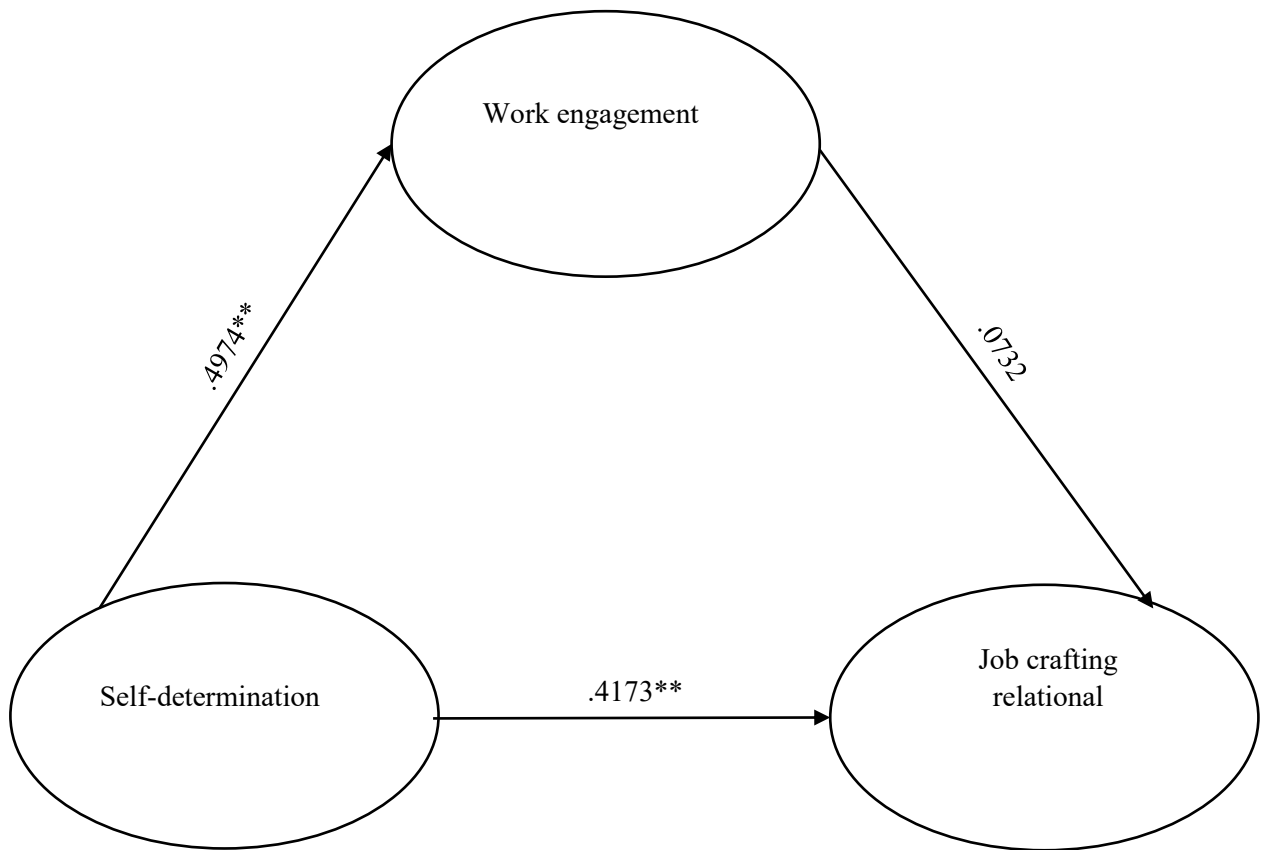 Work engagement
.4974**
.0732
Self-determination
.4173**
Job crafting
relational